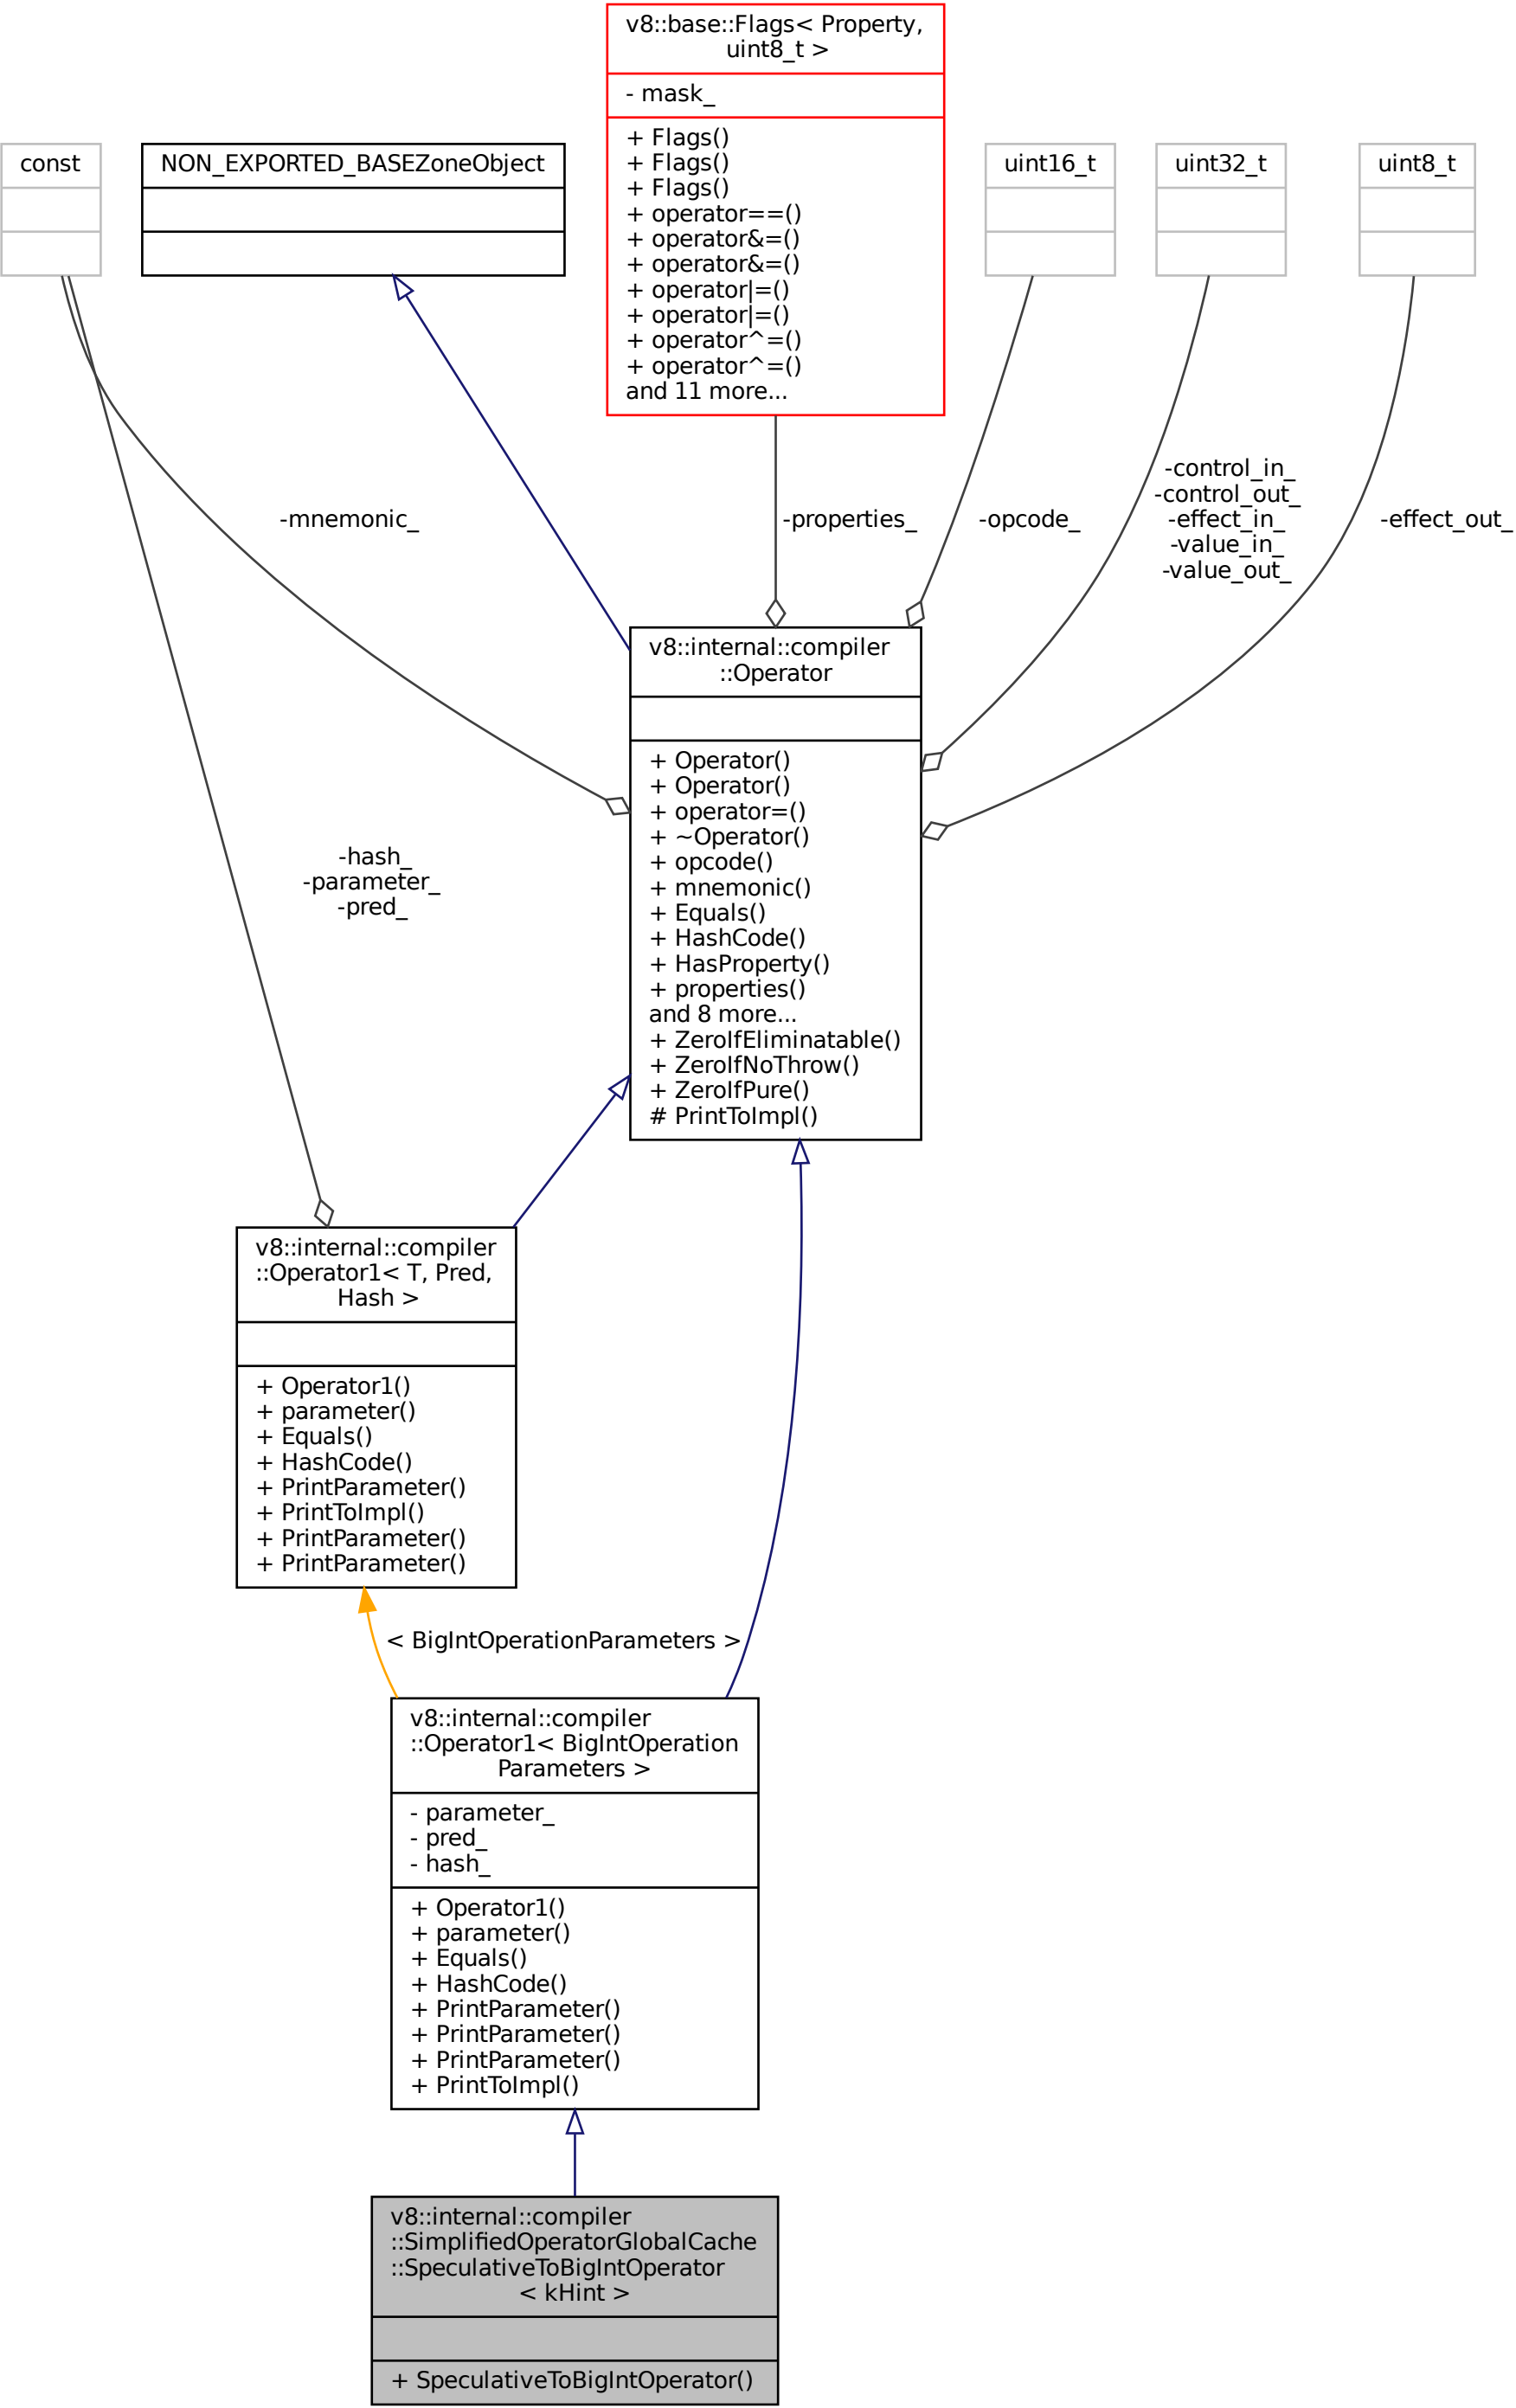 v8::base::Flags< Property,
uint8_t >
- mask_
+ Flags()
+ Flags()
+ Flags()
+ operator==()
+ operator&=()
+ operator&=()
+ operator|=()
+ operator|=()
+ operator^=()
+ operator^=()
and 11 more...
const
NON_EXPORTED_BASEZoneObject
uint16_t
uint32_t
uint8_t
-mnemonic_
-properties_
-opcode_
-control_in_
-control_out_
-effect_in_
-value_in_
-value_out_
-effect_out_
v8::internal::compiler
::Operator
+ Operator()
+ Operator()
+ operator=()
+ ~Operator()
+ opcode()
+ mnemonic()
+ Equals()
+ HashCode()
+ HasProperty()
+ properties()
and 8 more...
+ ZeroIfEliminatable()
+ ZeroIfNoThrow()
+ ZeroIfPure()
# PrintToImpl()
-hash_
-parameter_
-pred_
v8::internal::compiler
::Operator1< T, Pred,
Hash >
+ Operator1()
+ parameter()
+ Equals()
+ HashCode()
+ PrintParameter()
+ PrintToImpl()
+ PrintParameter()
+ PrintParameter()
< BigIntOperationParameters >
v8::internal::compiler
::Operator1< BigIntOperation
Parameters >
- parameter_
- pred_
- hash_
+ Operator1()
+ parameter()
+ Equals()
+ HashCode()
+ PrintParameter()
+ PrintParameter()
+ PrintParameter()
+ PrintToImpl()
v8::internal::compiler
::SimplifiedOperatorGlobalCache
::SpeculativeToBigIntOperator
< kHint >
+ SpeculativeToBigIntOperator()